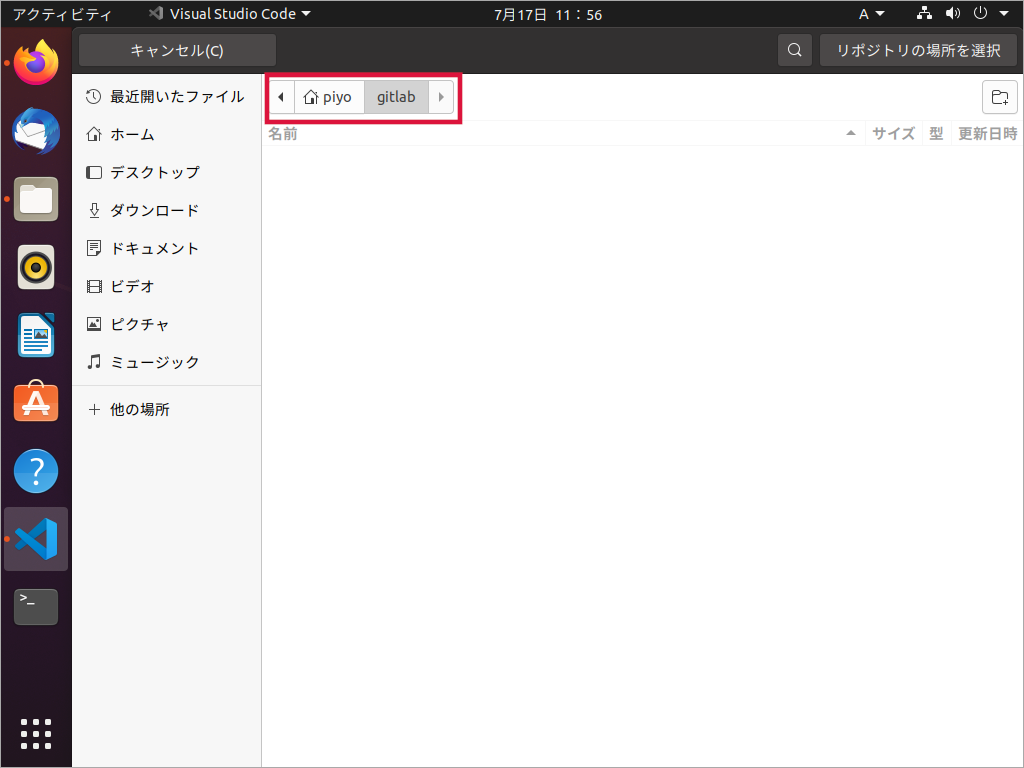 アクティビティ Visual Studio Code 7月17日 11：56 A
キャンセル(C) リポジトリの場所を選択
最近開いたファイル piyo gitlab
名前 サイズ 型 更新日時
ホーム
デスクトップ
ダウンロード
ドキュメント
ビデオ
ピクチャ
ミュージック
他の場所
>_